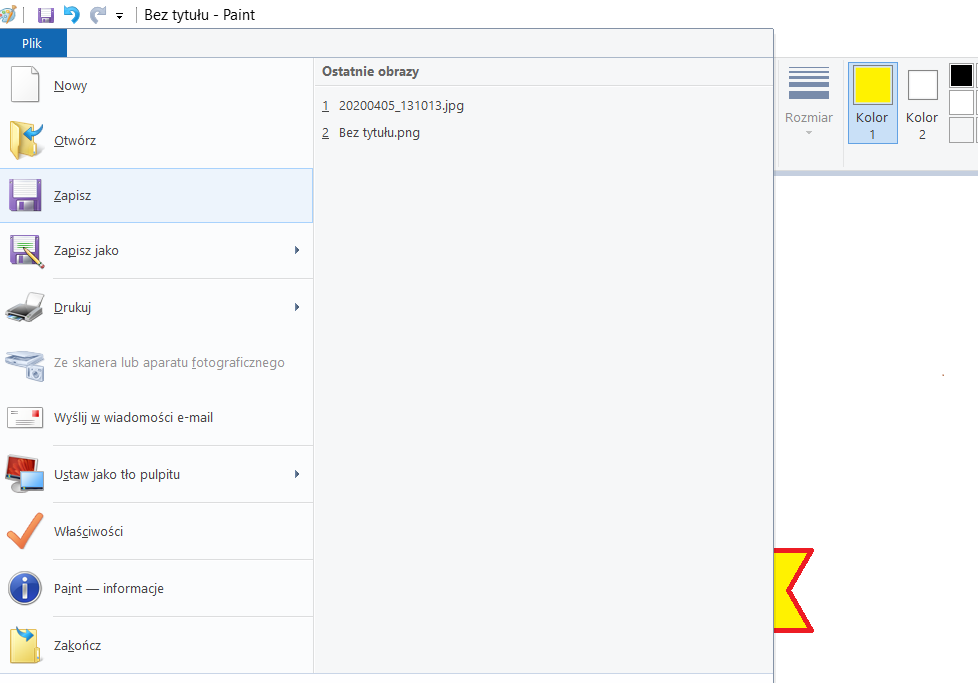 Bez tytułu - Paint
Plik
Nowy
Otwórz
Zapisz
Zapisz jako
Drukuj
Ze skanera lub aparatu fotograficznego
Wyślij w wiadomości e-mail
Ustaw jako tło pulpitu
Właściwości
Paint — informacje
Zakończ
Ostatnie obrazy
1 20200405_131013.jpg
2 Bez tytułu.png
Rozmiar
Kolor
1
Kolor
2